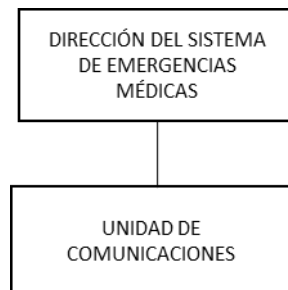 DIRECCIÓN DEL SISTEMA
DE EMERGENCIAS
MÉDICAS
UNIDAD DE
COMUNICACIONES